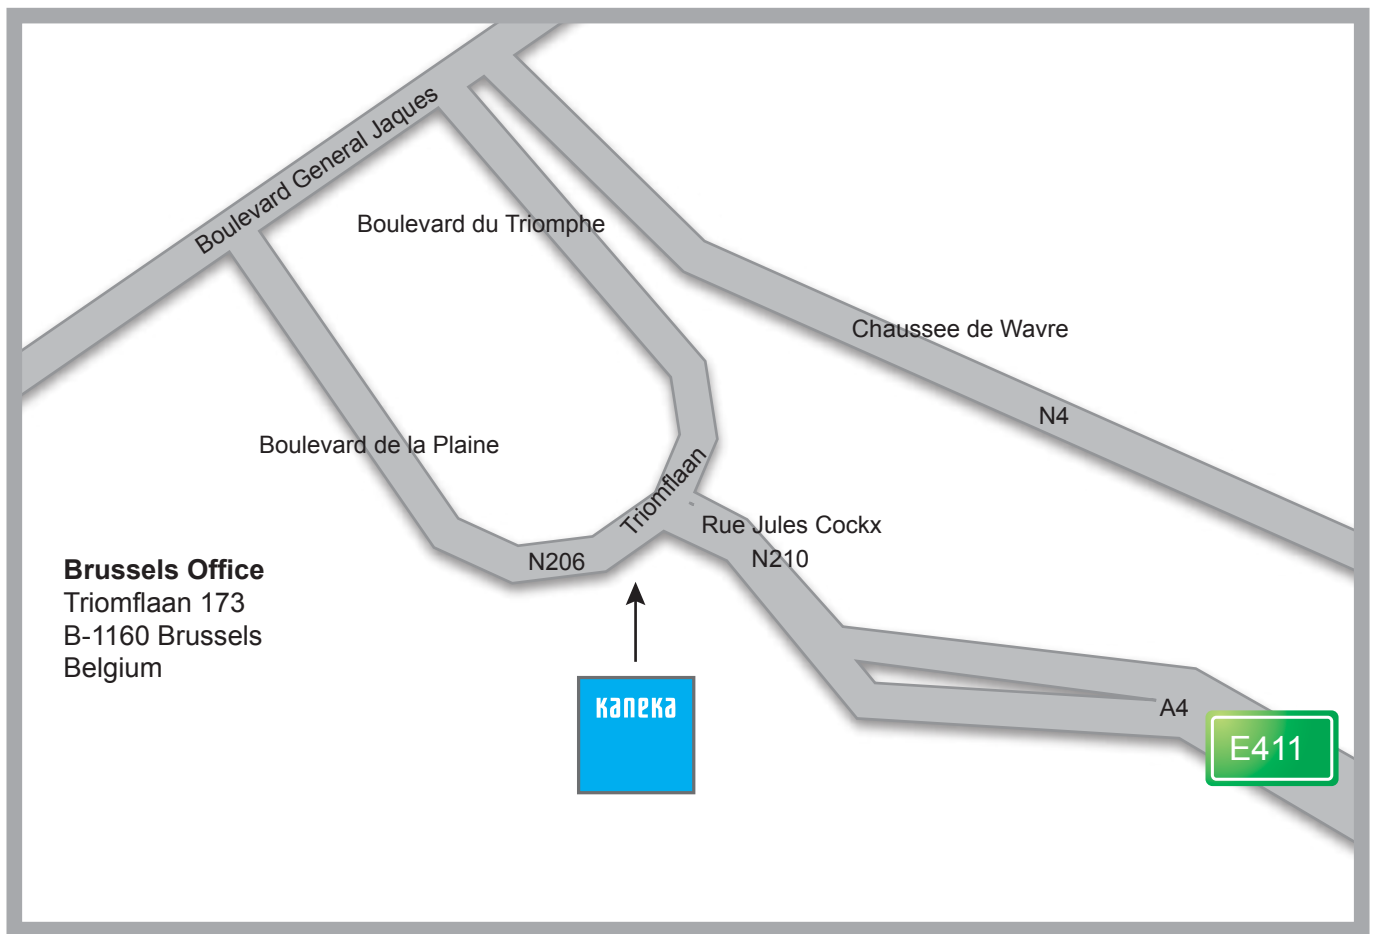 Boulevard General Jaques
Boulevard du Triomphe
Chaussee de Wavre
N4
Boulevard de la Plaine
Triomflaan
Rue Jules Cockx
N210
N206
Brussels Office
Triomflaan 173
B-1160 Brussels
Belgium
Kaneka
A4
E411